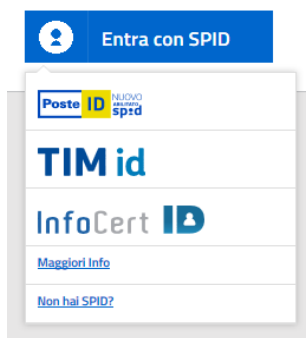 Entra con SPID
Poste ID NUOVO
ABILITATO
spid
TIM id
InfoCert ID
Maggiori Info
Non hai SPID?